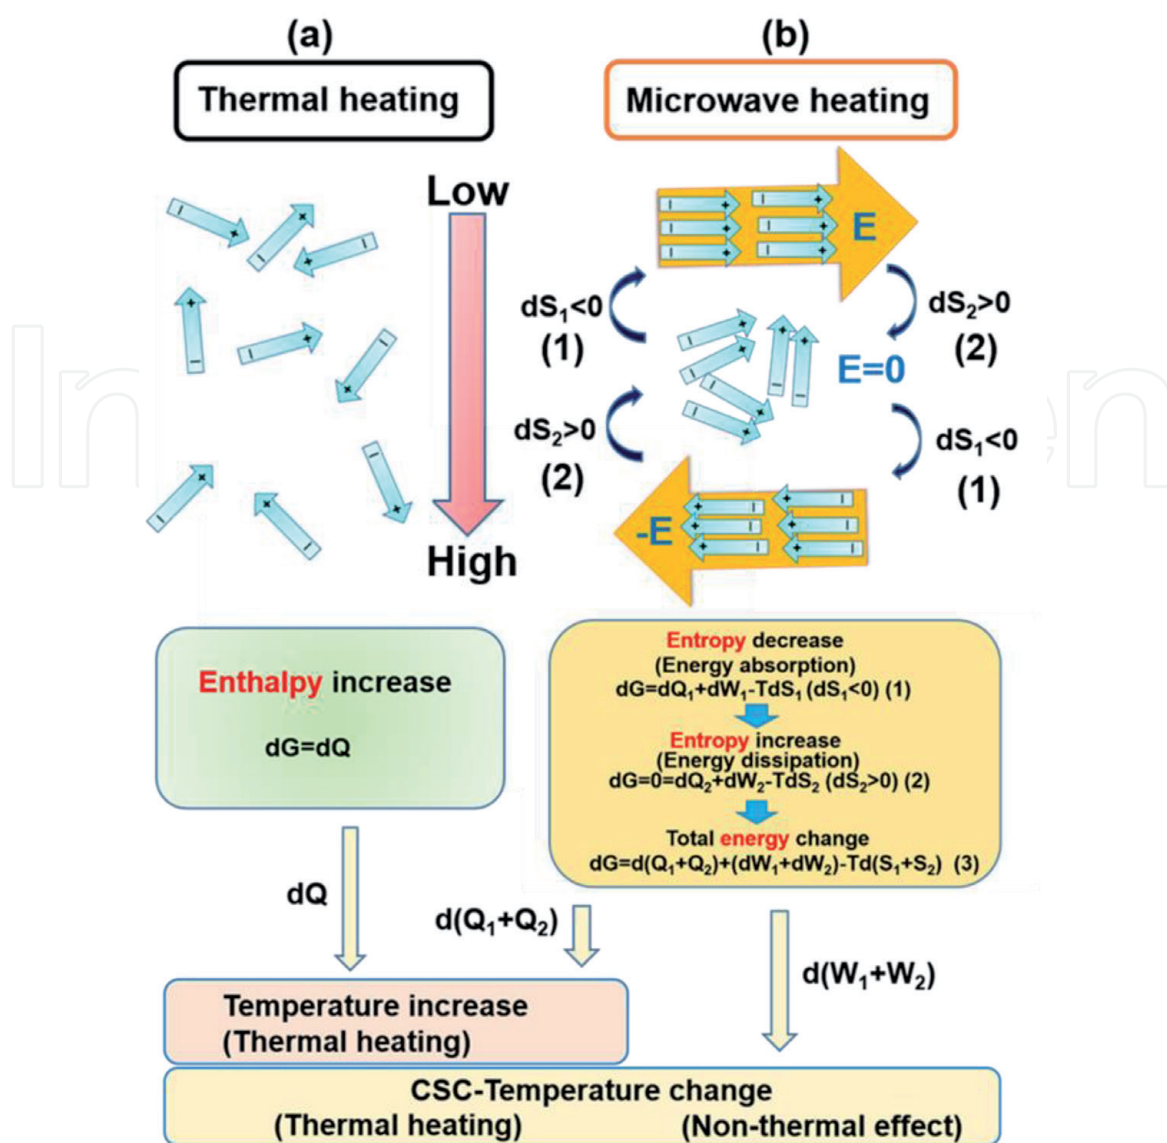 (a)
Thermal heating
Low
High
(b)
Microwave heating
E
dS₁<0
(1)
dS₂>0
(2)
E=0
dS₂>0
(2)
dS₁<0
(1)
-E
Enthalpy increase
dG=dQ
Entropy decrease
(Energy absorption)
dG=dQ₁+dW₁-TdS₁ (dS₁<0) (1)
Entropy increase
(Energy dissipation)
dG=0=dQ₂+dW₂-TdS₂ (dS₂>0) (2)
Total energy change
dG=d(Q₁+Q₂)+(dW₁+dW₂)-Td(S₁+S₂) (3)
dQ
d(Q₁+Q₂)
d(W₁+W₂)
Temperature increase
(Thermal heating)
CSC-Temperature change
(Thermal heating) (Non-thermal effect)